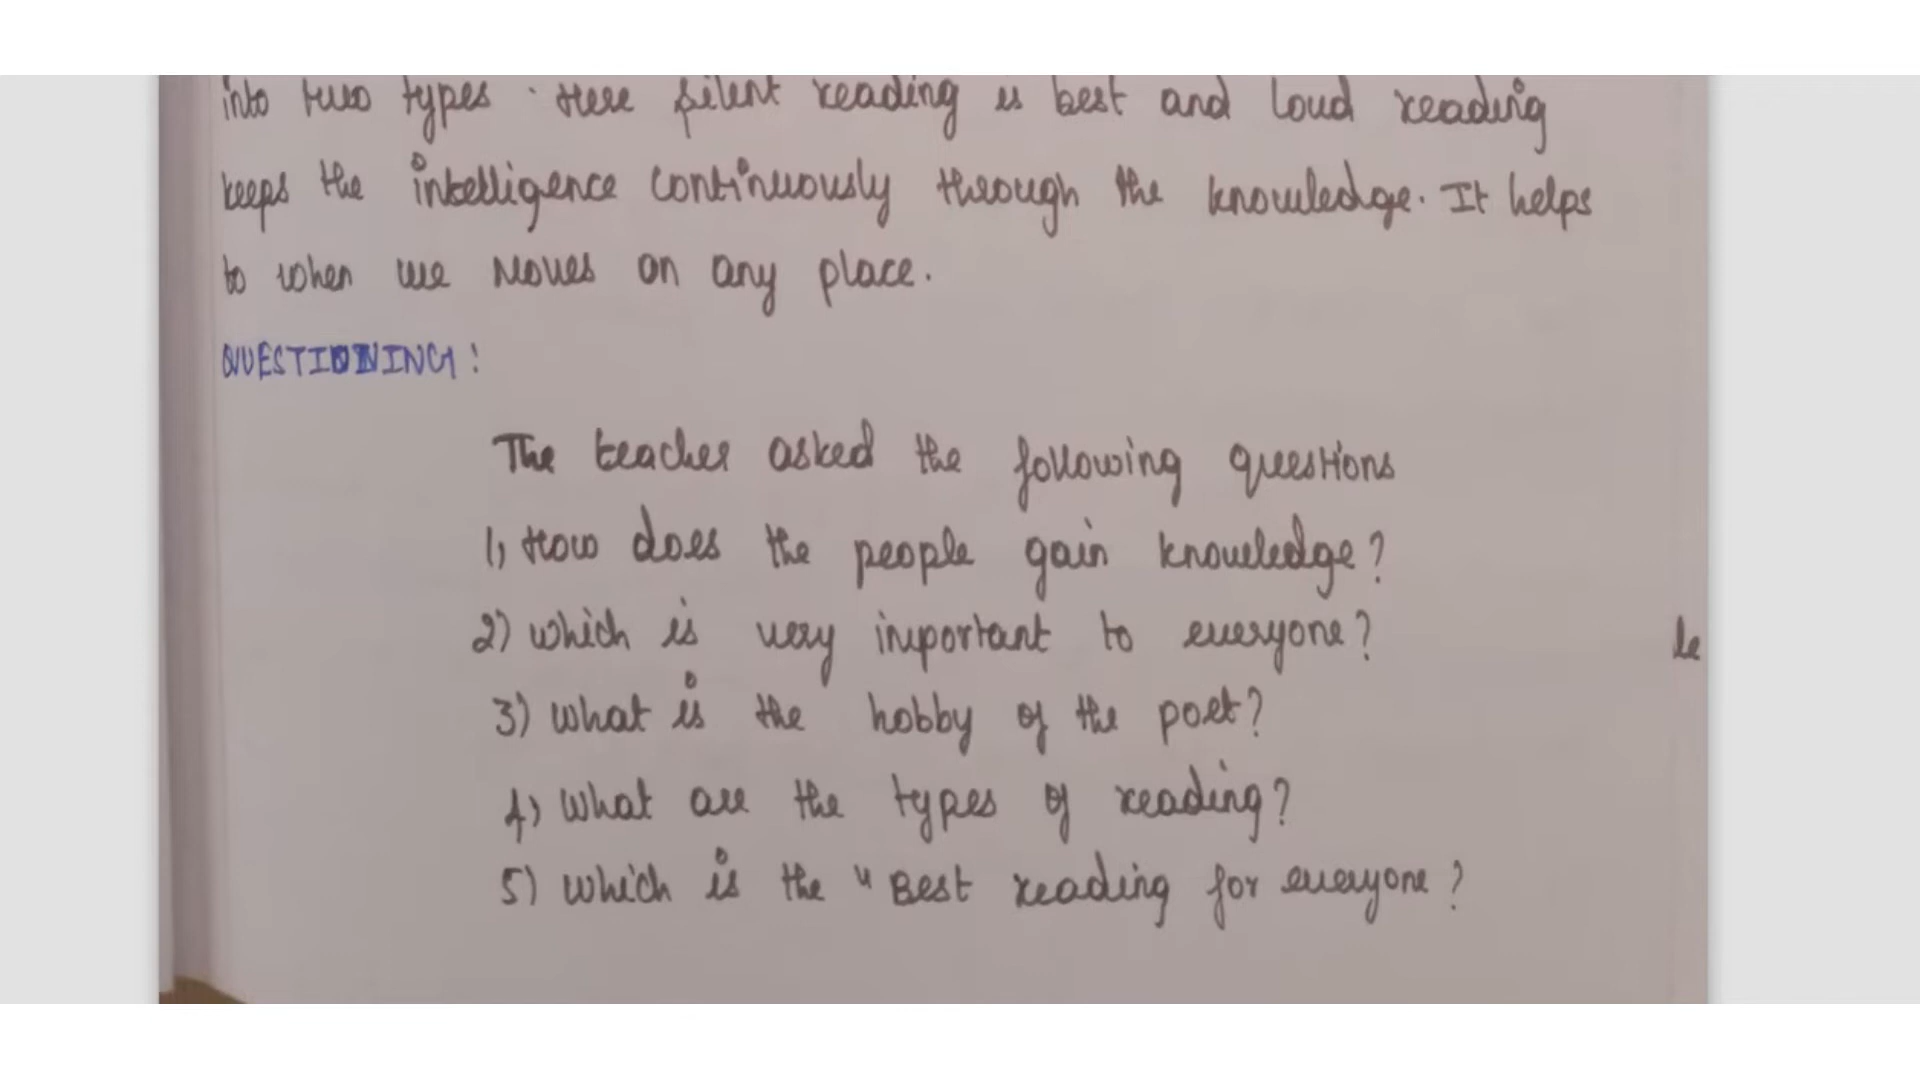 into two types. Here silent reading is best and loud reading
keeps the intelligence continuously through the knowledge. It helps
to when we moves on any place.
QUESTIONING:
The teacher asked the following questions
1) How does the people gain knowledge?
2) which is very important to everyone?
le
3) what is the hobby of the poet?
4) what are the types of reading?
5) which is the "Best reading for everyone?